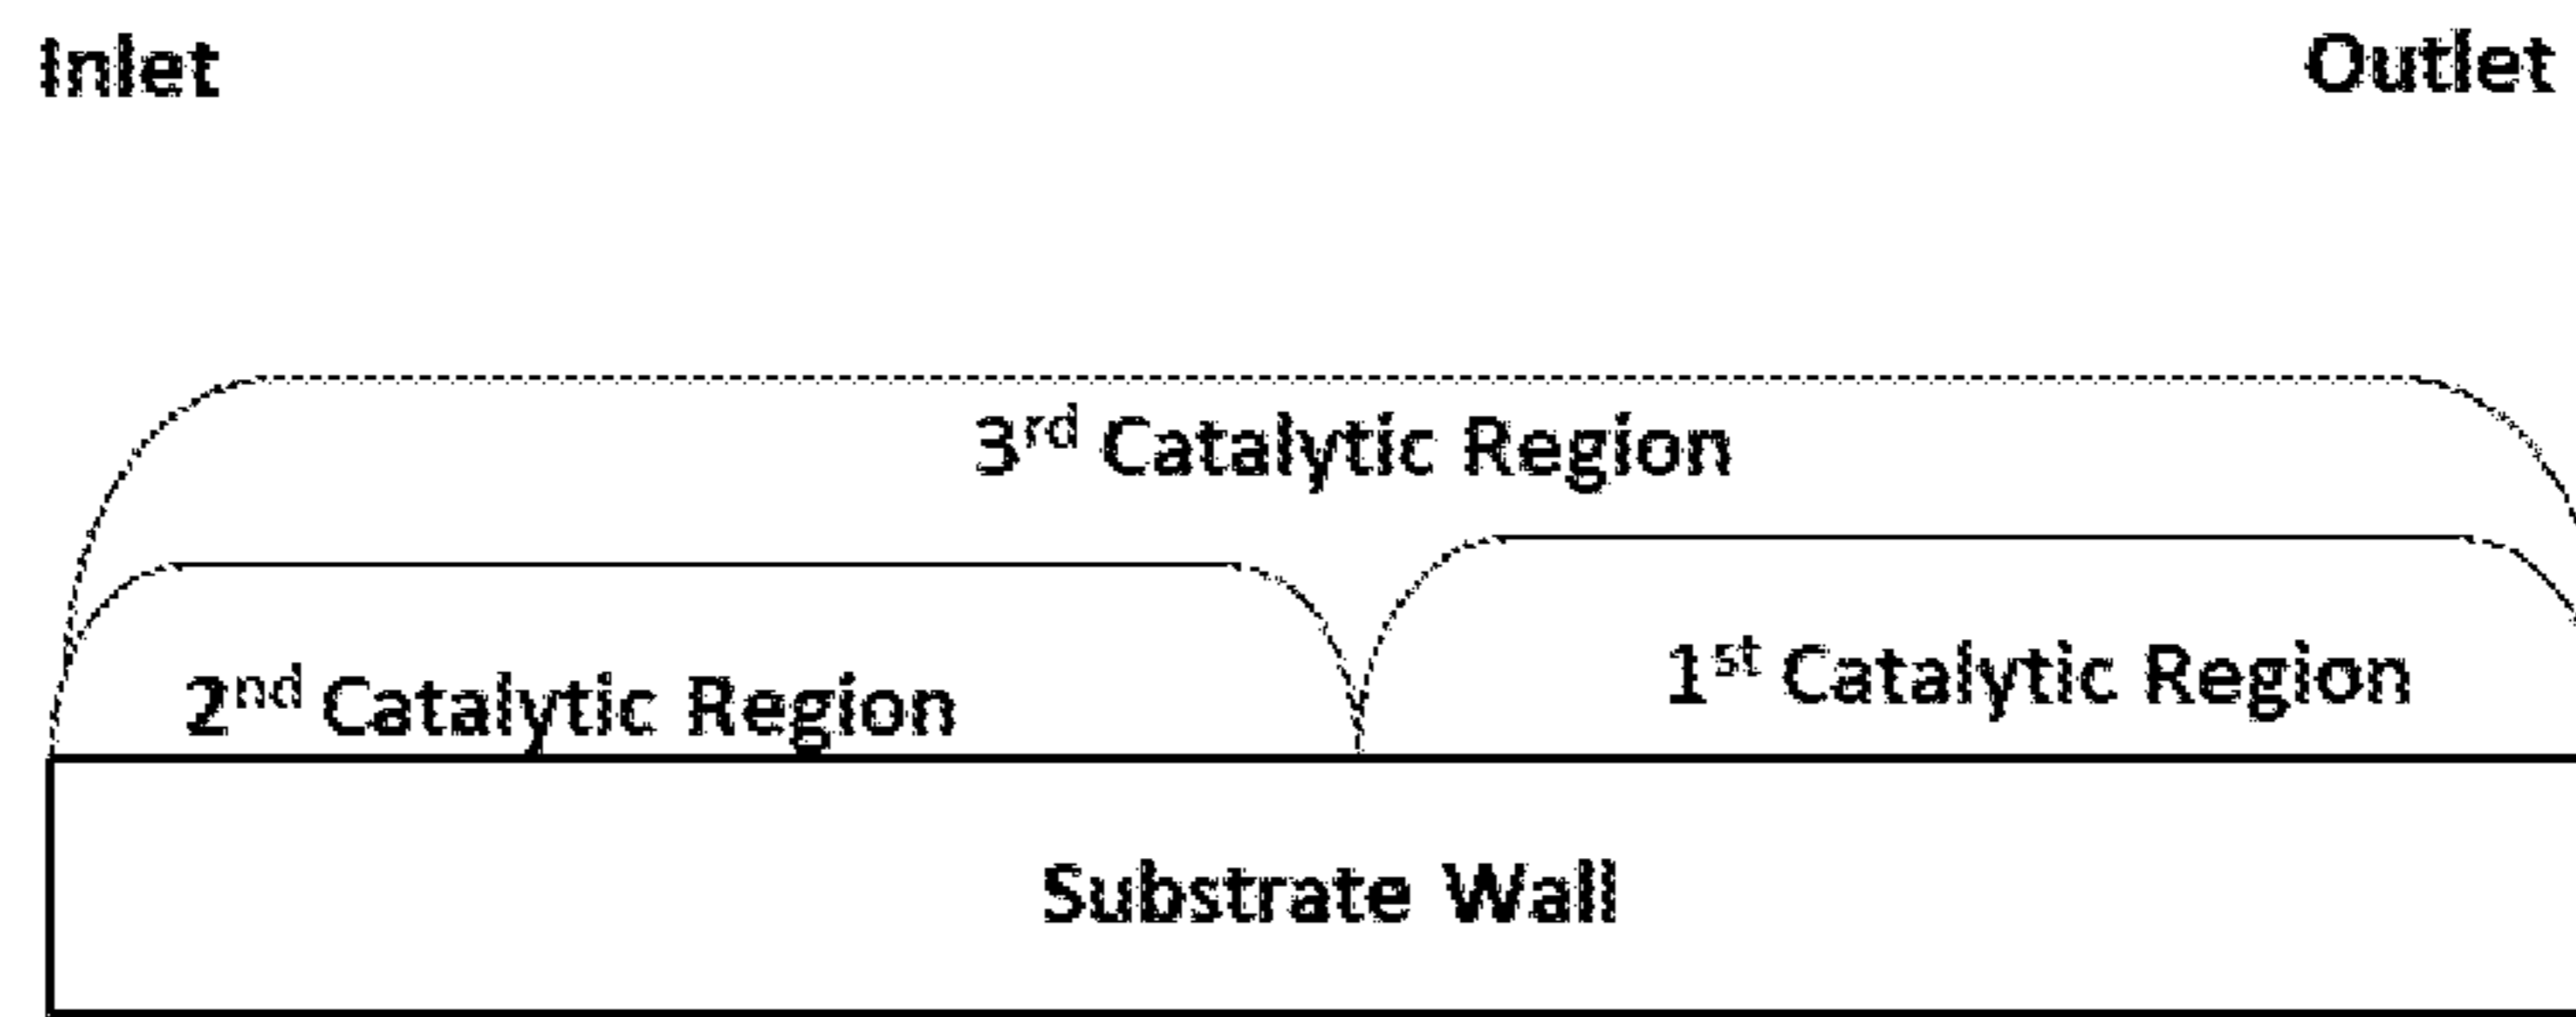 Inlet
Outlet
3rd Catalytic Region
2nd Catalytic Region
1st Catalytic Region
Substrate Wall